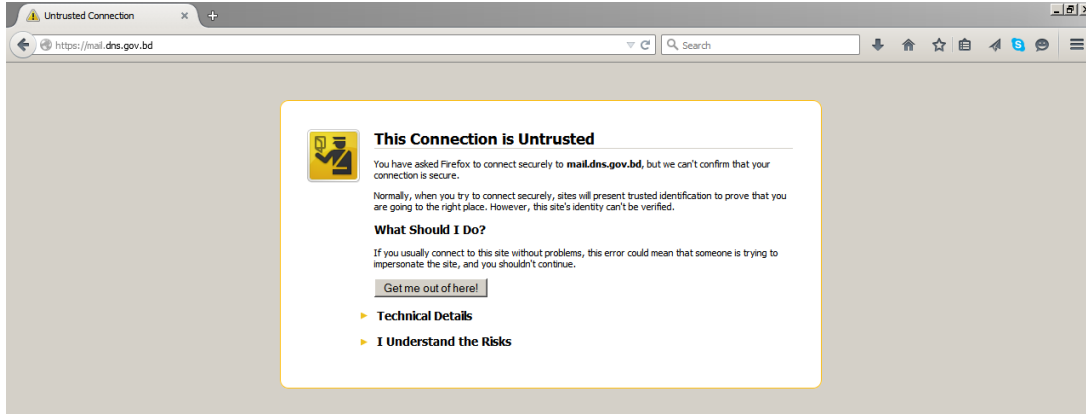 Untrusted Connection
https://mail.dns.gov.bd
Search
This Connection is Untrusted
You have asked Firefox to connect securely to mail.dns.gov.bd, but we can't confirm that your
connection is secure.
Normally, when you try to connect securely, sites will present trusted identification to prove that you
are going to the right place. However, this site's identity can't be verified.
What Should I Do?
If you usually connect to this site without problems, this error could mean that someone is trying to
impersonate the site, and you shouldn't continue.
Get me out of here!
Technical Details
I Understand the Risks